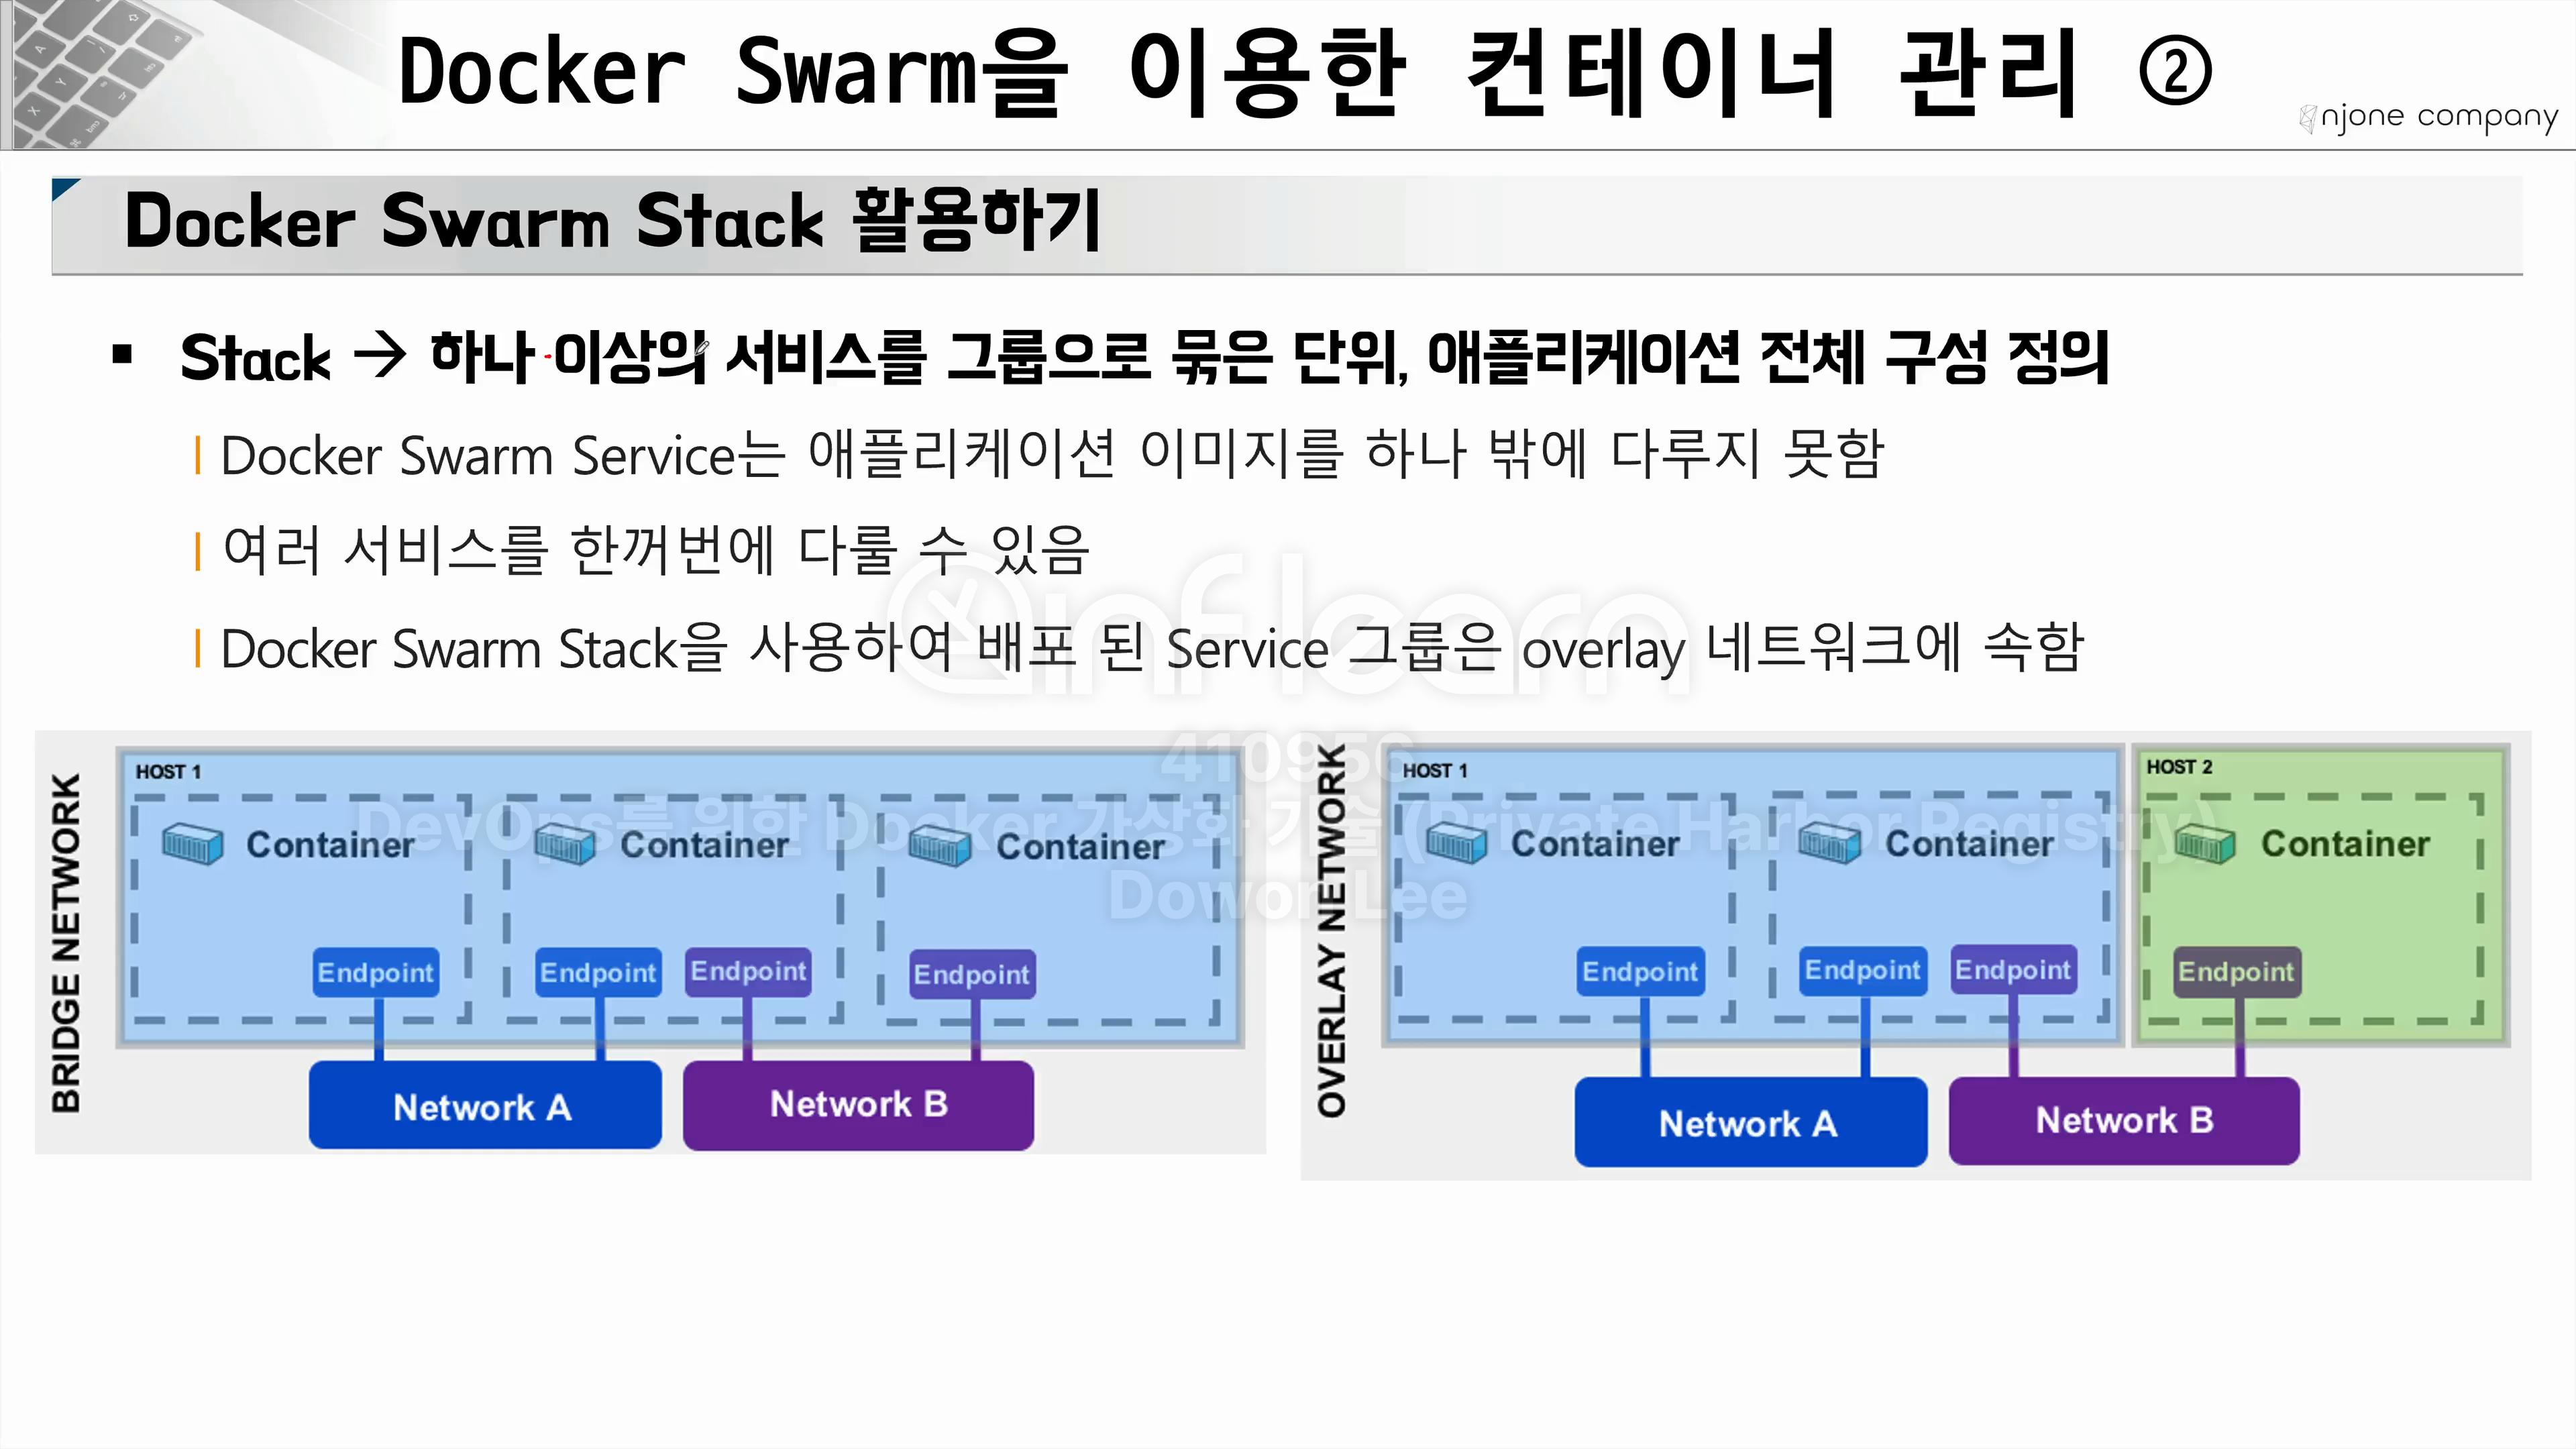 Docker Swarm을 이용한 컨테이너 관리 ②
njone company
Docker Swarm Stack 활용하기
▪ Stack → 하나 이상의 서비스를 그룹으로 묶은 단위, 애플리케이션 전체 구성 정의
Docker Swarm Service는 애플리케이션 이미지를 하나 밖에 다루지 못함
여러 서비스를 한꺼번에 다룰 수 있음
Docker Swarm Stack을 사용하여 배포 된 Service 그룹은 overlay 네트워크에 속함
inflearn
410956
DevOps를 위한 Docker 가상화 기술 (Private Harbor Registry)
Dowon Lee
BRIDGE NETWORK
HOST 1
Container Container Container
Endpoint Endpoint Endpoint Endpoint
Network A Network B
OVERLAY NETWORK
HOST 1 HOST 2
Container Container Container
Endpoint Endpoint Endpoint Endpoint
Network A Network B